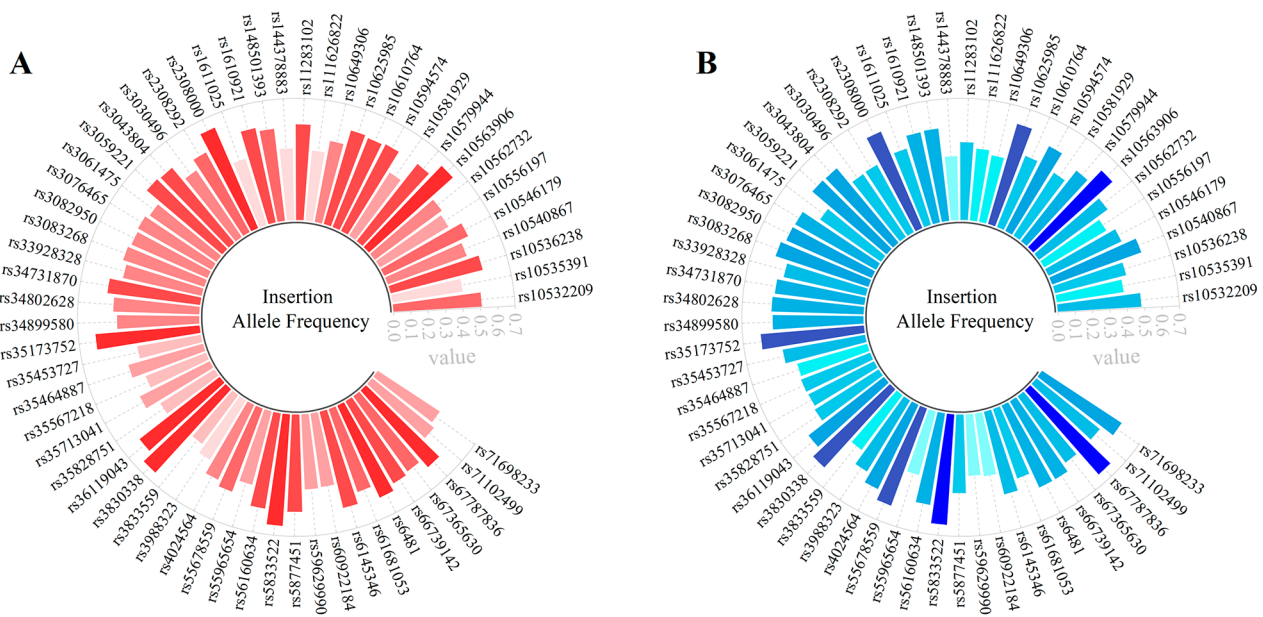 A
rs10532209
rs10535391
rs10536238
rs10540867
rs10546179
rs10556197
rs10562732
rs10563906
rs10579944
rs10581929
rs10594574
rs10610764
rs10625985
rs10649306
rs111626822
rs11283102
rs144378883
rs148501393
rs1610921
rs1611025
rs2308000
rs2308292
rs3030496
rs3043804
rs3059221
rs3061475
rs3076465
rs3082950
rs3083268
rs33928328
rs34731870
rs34802628
rs34899580
rs35173752
rs35453727
rs35464887
rs35567218
rs35713041
rs35828751
rs36119043
rs3830338
rs3833559
rs3988323
rs4024564
rs55678559
rs55965654
rs56160634
rs5833522
rs5877451
rs59629990
rs60922184
rs6145346
rs61681053
rs6481
rs66739142
rs67365630
rs67787836
rs71102499
rs71698233
Insertion
Allele Frequency
0.0 0.1 0.2 0.3 0.4 0.5 0.6 0.7
value
B
rs10532209
rs10535391
rs10536238
rs10540867
rs10546179
rs10556197
rs10562732
rs10563906
rs10579944
rs10581929
rs10594574
rs10610764
rs10625985
rs10649306
rs111626822
rs11283102
rs144378883
rs148501393
rs1610921
rs1611025
rs2308000
rs2308292
rs3030496
rs3043804
rs3059221
rs3061475
rs3076465
rs3082950
rs3083268
rs33928328
rs34731870
rs34802628
rs34899580
rs35173752
rs35453727
rs35464887
rs35567218
rs35713041
rs35828751
rs36119043
rs3830338
rs3833559
rs3988323
rs4024564
rs55678559
rs55965654
rs56160634
rs5833522
rs5877451
rs59629990
rs60922184
rs6145346
rs61681053
rs6481
rs66739142
rs67365630
rs67787836
rs71102499
rs71698233
Insertion
Allele Frequency
0.0 0.1 0.2 0.3 0.4 0.5 0.6 0.7
value